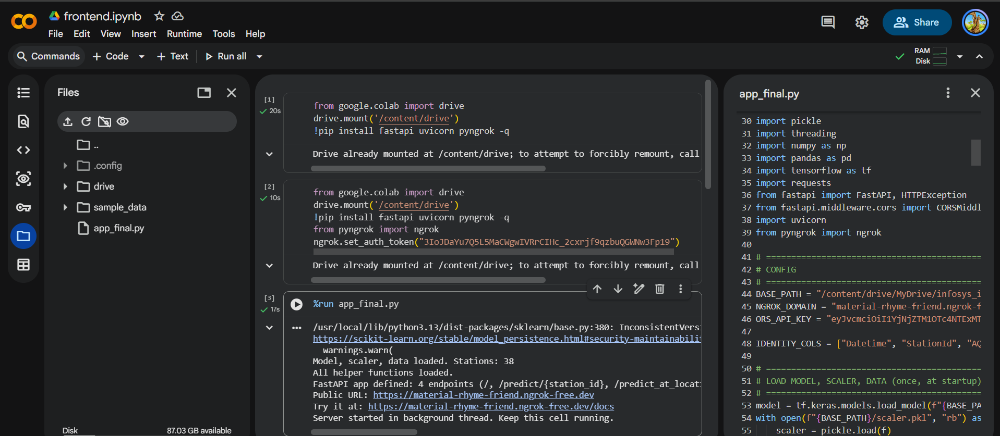 frontend.ipynb
File Edit View Insert Runtime Tools Help
Share
Commands + Code + Text Run all
RAM
Disk
Files
..
.config
drive
sample_data
app_final.py
Disk 87.03 GB available
[1]
20s
from google.colab import drive
drive.mount('/content/drive')
!pip install fastapi uvicorn pyngrok -q
Drive already mounted at /content/drive; to attempt to forcibly remount, call
[2]
10s
from google.colab import drive
drive.mount('/content/drive')
!pip install fastapi uvicorn pyngrok -q
from pyngrok import ngrok
ngrok.set_auth_token("3IoJDaYu7Q5L5MaCWgwIVRrCIHc_2cxrjf9qzbuQGWNw3Fp19")
Drive already mounted at /content/drive; to attempt to forcibly remount, call
[3]
17s
%run app_final.py
/usr/local/lib/python3.13/dist-packages/sklearn/base.py:380: InconsistentVersi
https://scikit-learn.org/stable/model_persistence.html#security-maintainabilit
warnings.warn(
Model, scaler, data loaded. Stations: 38
All helper functions loaded.
FastAPI app defined: 4 endpoints (/, /predict/{station_id}, /predict_at_locati
Public URL: https://material-rhyme-friend.ngrok-free.dev
Try it at: https://material-rhyme-friend.ngrok-free.dev/docs
Server started in background thread. Keep this cell running.
app_final.py
30 import pickle
31 import threading
32 import numpy as np
33 import pandas as pd
34 import tensorflow as tf
35 import requests
36 from fastapi import FastAPI, HTTPException
37 from fastapi.middleware.cors import CORSMiddl
38 import uvicorn
39 from pyngrok import ngrok
40
41 # ===========================================
42 # CONFIG
43 # ===========================================
44 BASE_PATH = "/content/drive/MyDrive/infosys_i
45 NGROK_DOMAIN = "material-rhyme-friend.ngrok-f
46 ORS_API_KEY = "eyJvcmciOiI1YjNjZTM1OTc4NTExMT
47
48 IDENTITY_COLS = ["Datetime", "StationId", "AQ
49
50 # ===========================================
51 # LOAD MODEL, SCALER, DATA (once, at startup)
52 # ===========================================
53 model = tf.keras.models.load_model(f"{BASE_PA
54 with open(f"{BASE_PATH}/scaler.pkl", "rb") as
55 scaler = pickle.load(f)